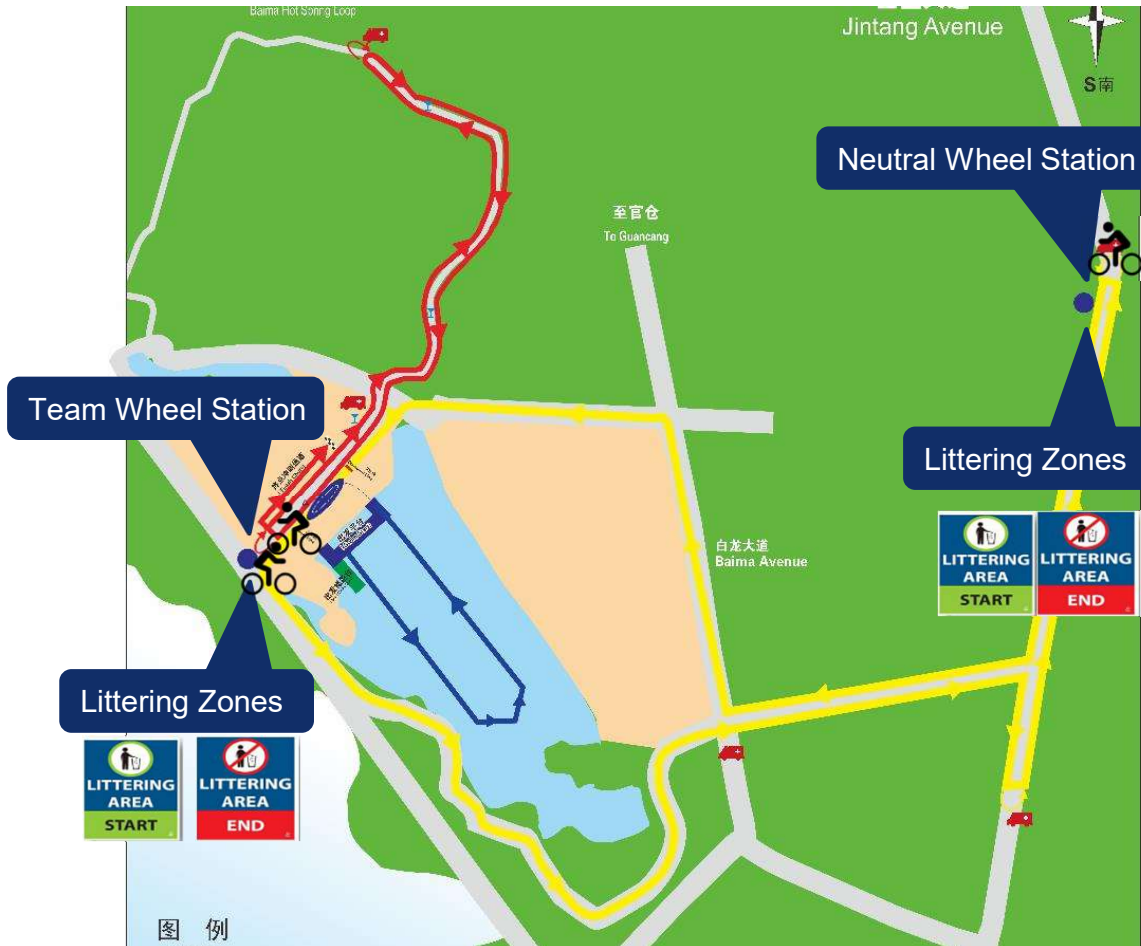 Baima Hot Spring Loop
Jintang Avenue
S南
Neutral Wheel Station
至官仓
To Guancang
Team Wheel Station
Littering Zones
LITTERING
AREA
START
LITTERING
AREA
END
白龙大道
Baima Avenue
Littering Zones
LITTERING
AREA
START
LITTERING
AREA
END
图 例